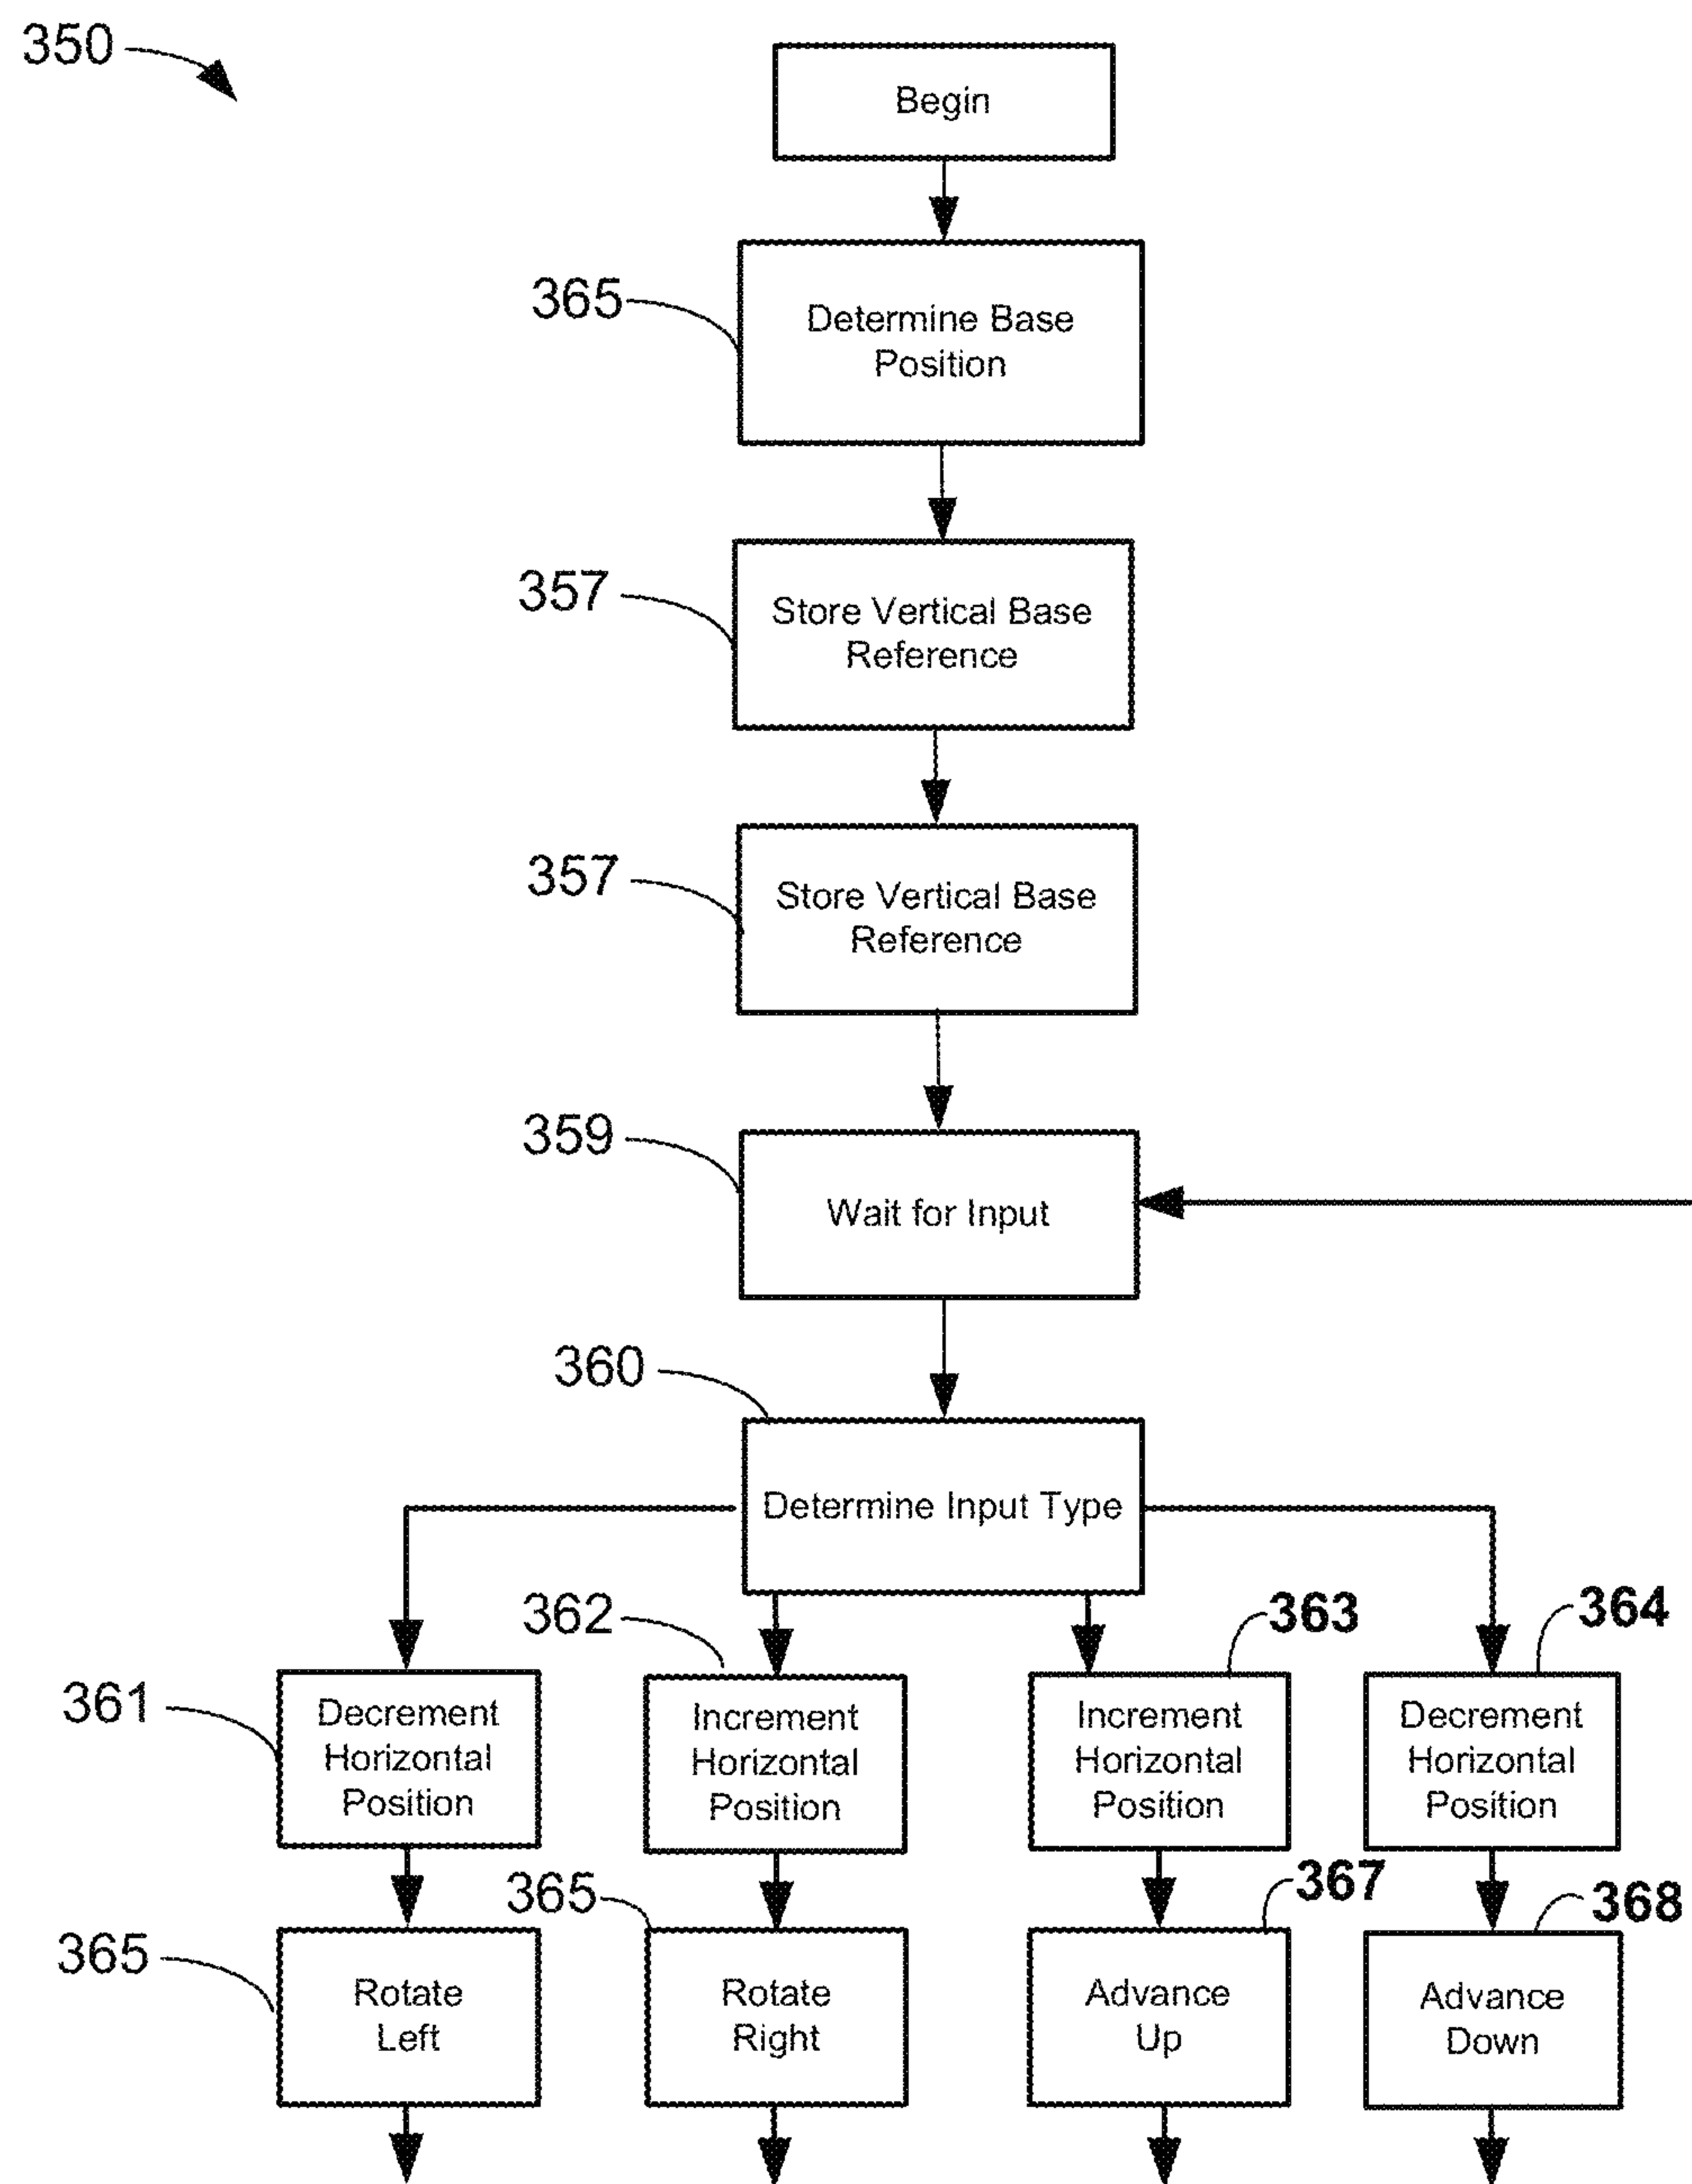 350
Begin
365
Determine Base
Position
357
Store Vertical Base
Reference
357
Store Vertical Base
Reference
359
Wait for Input
360
Determine Input Type
361
Decrement
Horizontal
Position
362
Increment
Horizontal
Position
363
Increment
Horizontal
Position
364
Decrement
Horizontal
Position
365
Rotate
Left
365
Rotate
Right
367
Advance
Up
368
Advance
Down